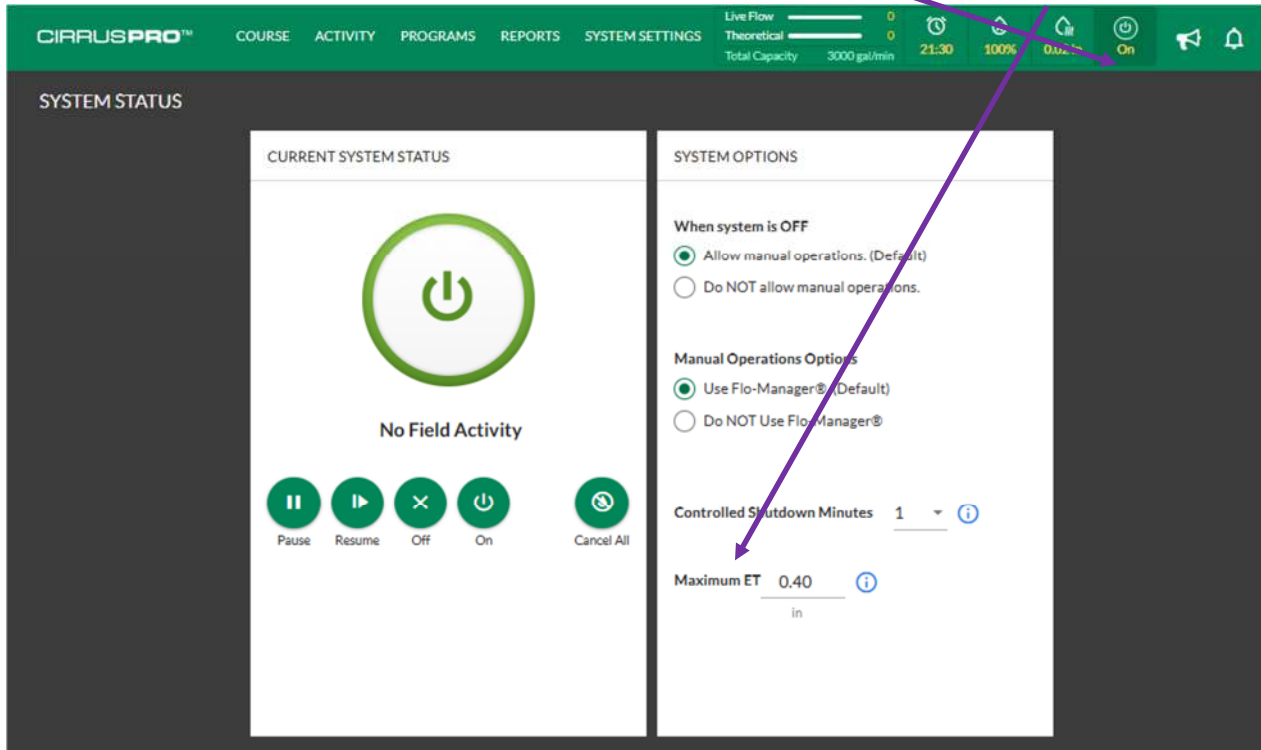 CIRRUSPRO™ COURSE ACTIVITY PROGRAMS REPORTS SYSTEM SETTINGS
Live Flow 0
Theoretical 0
Total Capacity 3000 gal/min
21:30 100% 0.02 in On
SYSTEM STATUS
CURRENT SYSTEM STATUS
No Field Activity
Pause Resume Off On Cancel All
SYSTEM OPTIONS
When system is OFF
Allow manual operations. (Default)
Do NOT allow manual operations.
Manual Operations Options
Use Flo-Manager® (Default)
Do NOT Use Flo-Manager®
Controlled Shutdown Minutes 1
Maximum ET 0.40
in